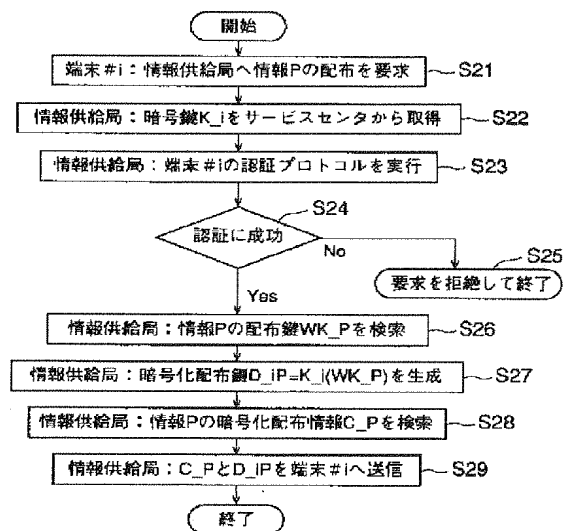 開始
端末#i：情報供給局へ情報Pの配布を要求
S21
情報供給局：暗号鍵K_iをサービスセンタから取得
S22
情報供給局：端末#iの認証プロトコルを実行
S23
S24
認証に成功
No
S25
要求を拒絶して終了
Yes
情報供給局：情報Pの配布鍵WK_Pを検索
S26
情報供給局：暗号化配布鍵D_iP=K_i(WK_P)を生成
S27
情報供給局：情報Pの暗号化配布情報C_Pを検索
S28
情報供給局：C_PとD_iPを端末#iへ送信
S29
終了